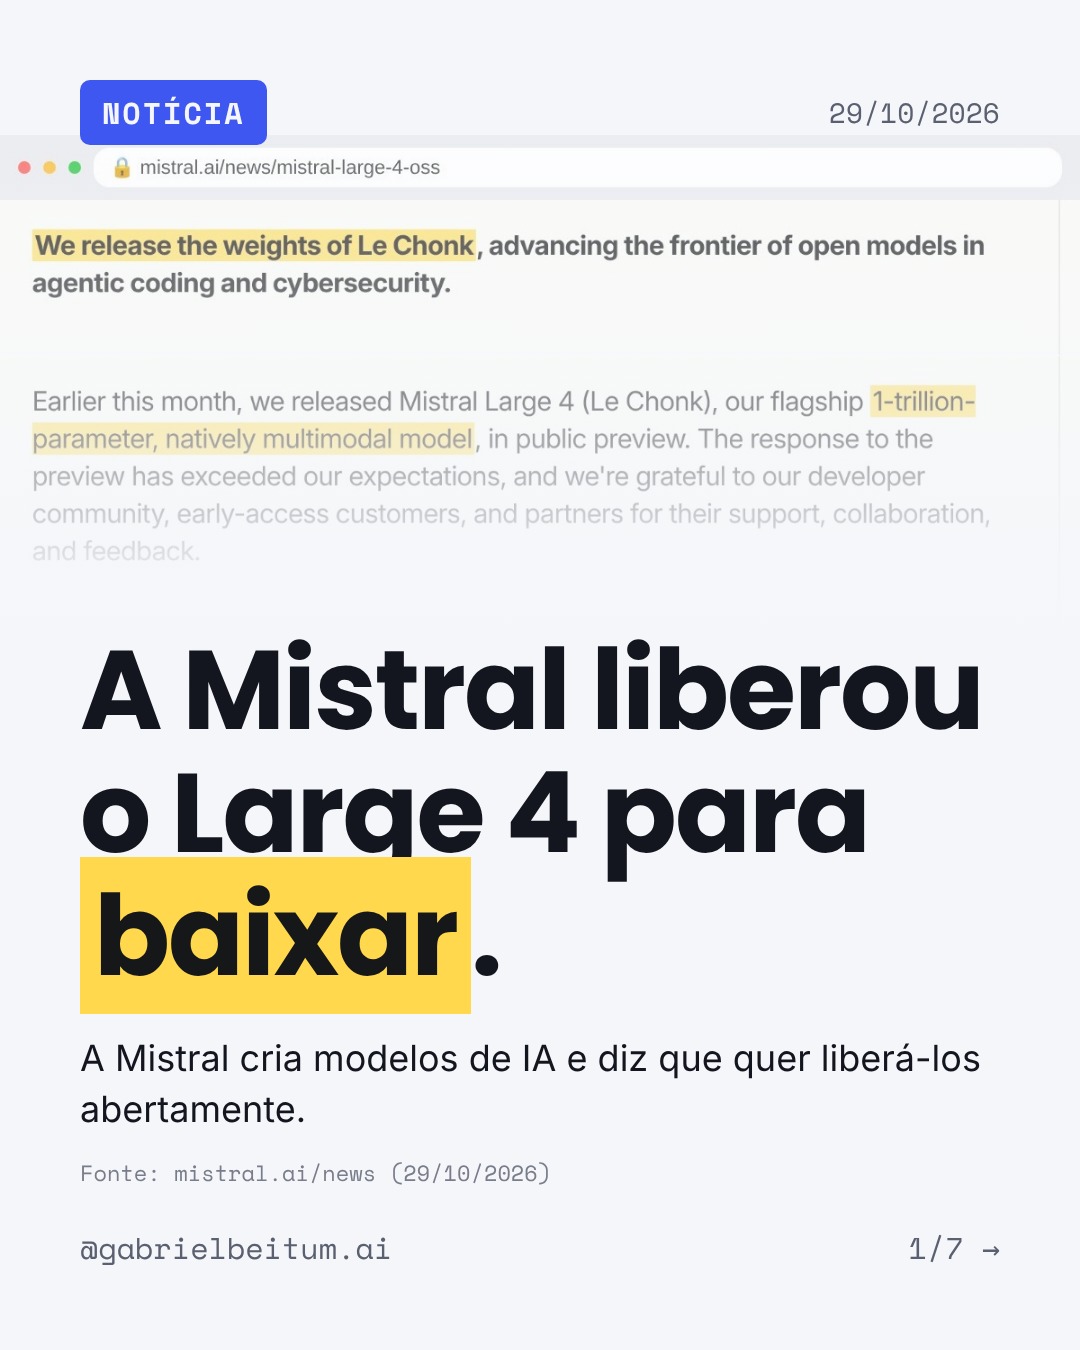 NOTÍCIA
29/10/2026
mistral.ai/news/mistral-large-4-oss
We release the weights of Le Chonk, advancing the frontier of open models in
agentic coding and cybersecurity.
Earlier this month, we released Mistral Large 4 (Le Chonk), our flagship 1-trillion-
parameter, natively multimodal model, in public preview. The response to the
preview has exceeded our expectations, and we're grateful to our developer
community, early-access customers, and partners for their support, collaboration,
and feedback.
A Mistral liberou
o Large 4 para
baixar.
A Mistral cria modelos de IA e diz que quer liberá-los
abertamente.
Fonte: mistral.ai/news (29/10/2026)
@gabrielbeitum.ai
1/7 →